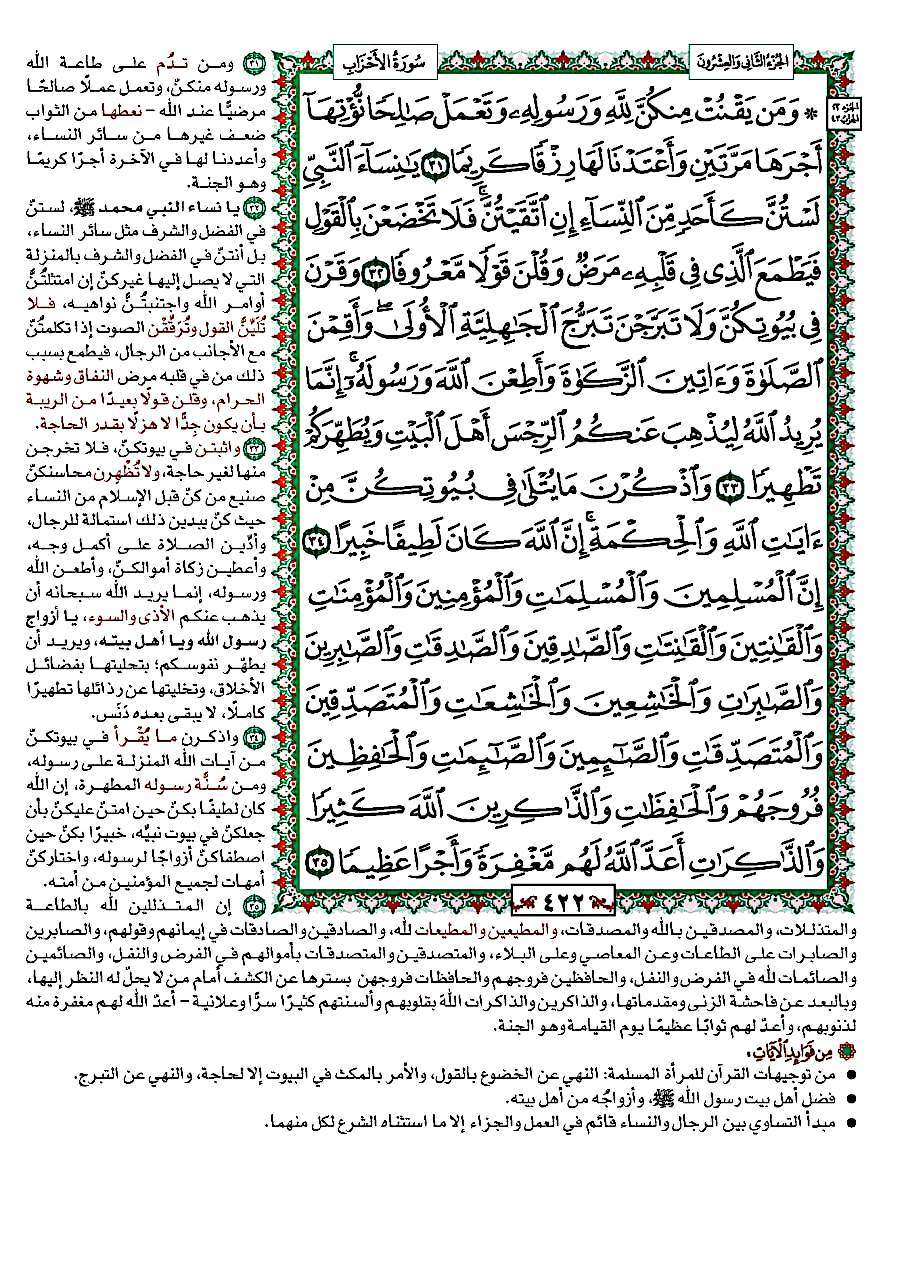 الجزء الثاني والعشرون
سورة الأحزاب
الجزء ٢٢
الحزب ٤٣
* وَمَن يَقْنُتْ مِنكُنَّ لِلَّهِ وَرَسُولِهِۦ وَتَعْمَلْ صَٰلِحًا نُّؤْتِهَآ
أَجْرَهَا مَرَّتَيْنِ وَأَعْتَدْنَا لَهَا رِزْقًا كَرِيمًا ٣١ يَٰنِسَآءَ ٱلنَّبِيِّ
لَسْتُنَّ كَأَحَدٍ مِّنَ ٱلنِّسَآءِ إِنِ ٱتَّقَيْتُنَّۚ فَلَا تَخْضَعْنَ بِٱلْقَوْلِ
فَيَطْمَعَ ٱلَّذِى فِى قَلْبِهِۦ مَرَضٌ وَقُلْنَ قَوْلًا مَّعْرُوفًا ٣٢ وَقَرْنَ
فِى بُيُوتِكُنَّ وَلَا تَبَرَّجْنَ تَبَرُّجَ ٱلْجَٰهِلِيَّةِ ٱلْأُولَىٰۖ وَأَقِمْنَ
ٱلصَّلَوٰةَ وَءَاتِينَ ٱلزَّكَوٰةَ وَأَطِعْنَ ٱللَّهَ وَرَسُولَهُۥٓۚ إِنَّمَا
يُرِيدُ ٱللَّهُ لِيُذْهِبَ عَنكُمُ ٱلرِّجْسَ أَهْلَ ٱلْبَيْتِ وَيُطَهِّرَكُمْ
تَطْهِيرًا ٣٣ وَٱذْكُرْنَ مَا يُتْلَىٰ فِى بُيُوتِكُنَّ مِنْ
ءَايَٰتِ ٱللَّهِ وَٱلْحِكْمَةِۚ إِنَّ ٱللَّهَ كَانَ لَطِيفًا خَبِيرًا ٣٤
إِنَّ ٱلْمُسْلِمِينَ وَٱلْمُسْلِمَٰتِ وَٱلْمُؤْمِنِينَ وَٱلْمُؤْمِنَٰتِ
وَٱلْقَٰنِتِينَ وَٱلْقَٰنِتَٰتِ وَٱلصَّٰدِقِينَ وَٱلصَّٰدِقَٰتِ وَٱلصَّٰبِرِينَ
وَٱلصَّٰبِرَٰتِ وَٱلْخَٰشِعِينَ وَٱلْخَٰشِعَٰتِ وَٱلْمُتَصَدِّقِينَ
وَٱلْمُتَصَدِّقَٰتِ وَٱلصَّٰٓئِمِينَ وَٱلصَّٰٓئِمَٰتِ وَٱلْحَٰفِظِينَ
فُرُوجَهُمْ وَٱلْحَٰفِظَٰتِ وَٱلذَّٰكِرِينَ ٱللَّهَ كَثِيرًا
وَٱلذَّٰكِرَٰتِ أَعَدَّ ٱللَّهُ لَهُم مَّغْفِرَةً وَأَجْرًا عَظِيمًا ٣٥
٤٢٢
٣١ ومن تدُم على طاعة الله
ورسوله منكنّ، وتعمل عملًا صالحًا
مرضيًّا عند الله – نعطها من الثواب
ضعف غيرها من سائر النساء،
وأعددنا لها في الآخرة أجرًا كريمًا
وهو الجنة.
٣٢ يا نساء النبي محمد ﷺ، لستنّ
في الفضل والشرف مثل سائر النساء،
بل أنتنّ في الفضل والشرف بالمنزلة
التي لا يصل إليها غيركنّ إن امتثلتُنَّ
أوامر الله واجتنبتُنَّ نواهيه، فلا
تُلَيِّنَّ القول وتُرَقِّقْن الصوت إذا تكلمتُنّ
مع الأجانب من الرجال، فيطمع بسبب
ذلك من في قلبه مرض النفاق وشهوة
الحرام، وقلن قولًا بعيدًا من الريبة
بأن يكون جِدًّا لا هزلًا بقدر الحاجة.
٣٣ واثبتن في بيوتكنّ، فلا تخرجن
منها لغير حاجة، ولا تُظْهِرن محاسنكنّ
صنيع من كنّ قبل الإسلام من النساء
حيث كنّ يبدين ذلك استمالة للرجال،
وأدّين الصلاة على أكمل وجه،
وأعطين زكاة أموالكنّ، وأطعن الله
ورسوله، إنما يريد الله سبحانه أن
يذهب عنكم الأذى والسوء، يا أزواج
رسول الله ويا أهل بيته، ويريد أن
يطهّر نفوسكم؛ بتحليتها بفضائل
الأخلاق، وتخليتها عن رذائلها تطهيرًا
كاملًا، لا يبقى بعده دَنَس.
٣٤ واذكرن ما يُقْرأ في بيوتكنّ
من آيات الله المنزلة على رسوله،
ومن سُنَّة رسوله المطهرة، إن الله
كان لطيفًا بكنّ حين امتنّ عليكنّ بأن
جعلكنّ في بيوت نبيّه، خبيرًا بكنّ حين
اصطفاكنّ أزواجًا لرسوله، واختاركنّ
أمهات لجميع المؤمنين من أمته.
٣٥ إن المتذللين لله بالطاعة
والمتذللات، والمصدقين بالله والمصدقات، والمطيعين والمطيعات لله، والصادقين والصادقات في إيمانهم وقولهم، والصابرين
والصابرات على الطاعات وعن المعاصي وعلى البلاء، والمتصدقين والمتصدقات بأموالهم في الفرض والنفل، والصائمين
والصائمات لله في الفرض والنفل، والحافظين فروجهم والحافظات فروجهن بسترها عن الكشف أمام من لا يحلّ له النظر إليها،
وبالبعد عن فاحشة الزنى ومقدماتها، والذاكرين والذاكرات الله بقلوبهم وألسنتهم كثيرًا سرًّا وعلانية – أعدّ الله لهم مغفرة منه
لذنوبهم، وأعدّ لهم ثوابًا عظيمًا يوم القيامة وهو الجنة.
من فوائد الآيات:
• من توجيهات القرآن للمرأة المسلمة: النهي عن الخضوع بالقول، والأمر بالمكث في البيوت إلا لحاجة، والنهي عن التبرج.
• فضل أهل بيت رسول الله ﷺ، وأزواجُه من أهل بيته.
• مبدأ التساوي بين الرجال والنساء قائم في العمل والجزاء إلا ما استثناه الشرع لكل منهما.